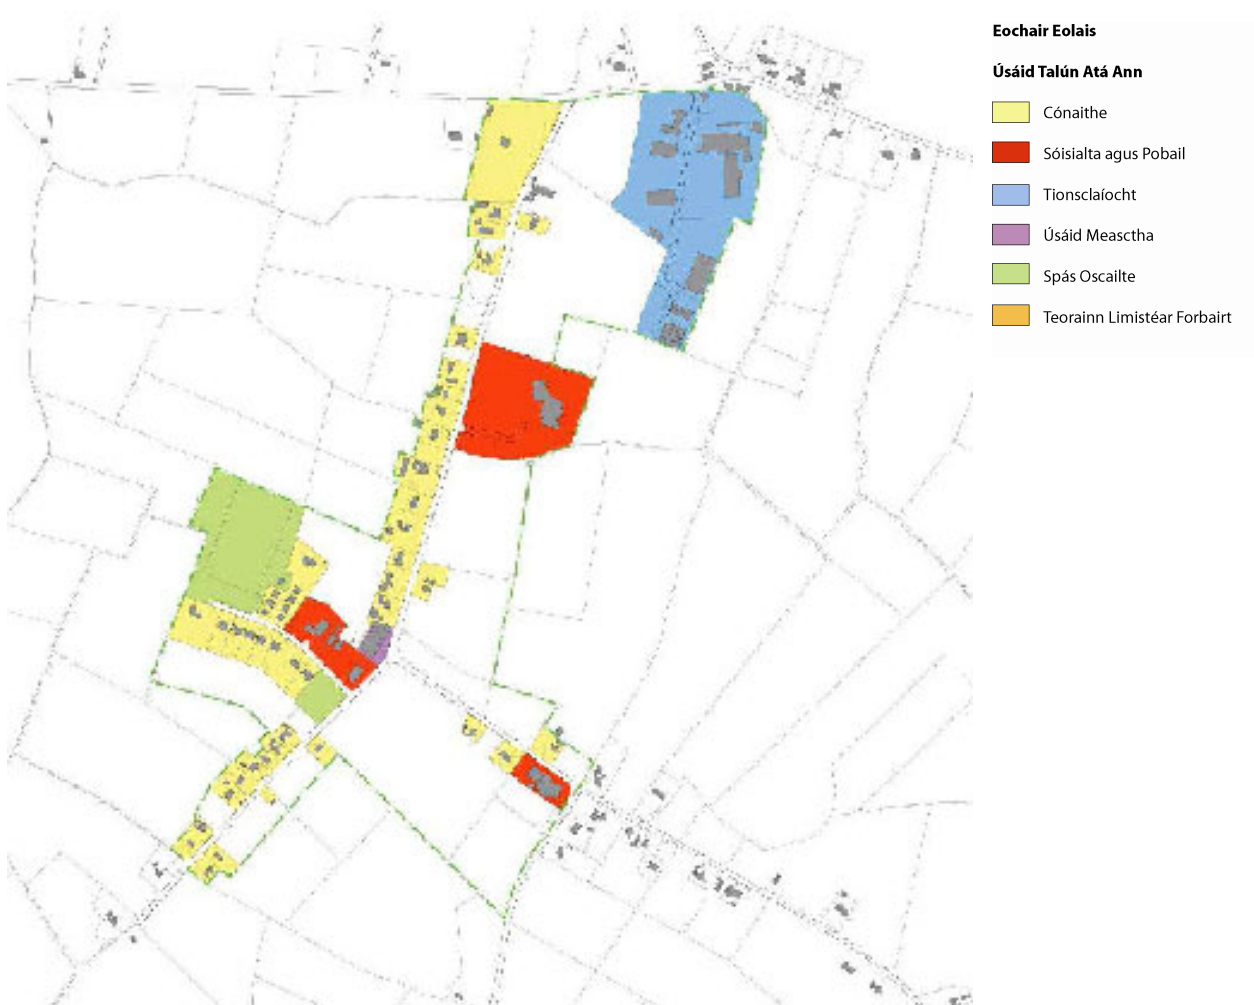 Eochair Eolais
Úsáid Talún Atá Ann
Cónaithe
Sóisialta agus Pobail
Tionsclaíocht
Úsáid Measctha
Spás Oscailte
Teorainn Limistéar Forbairt